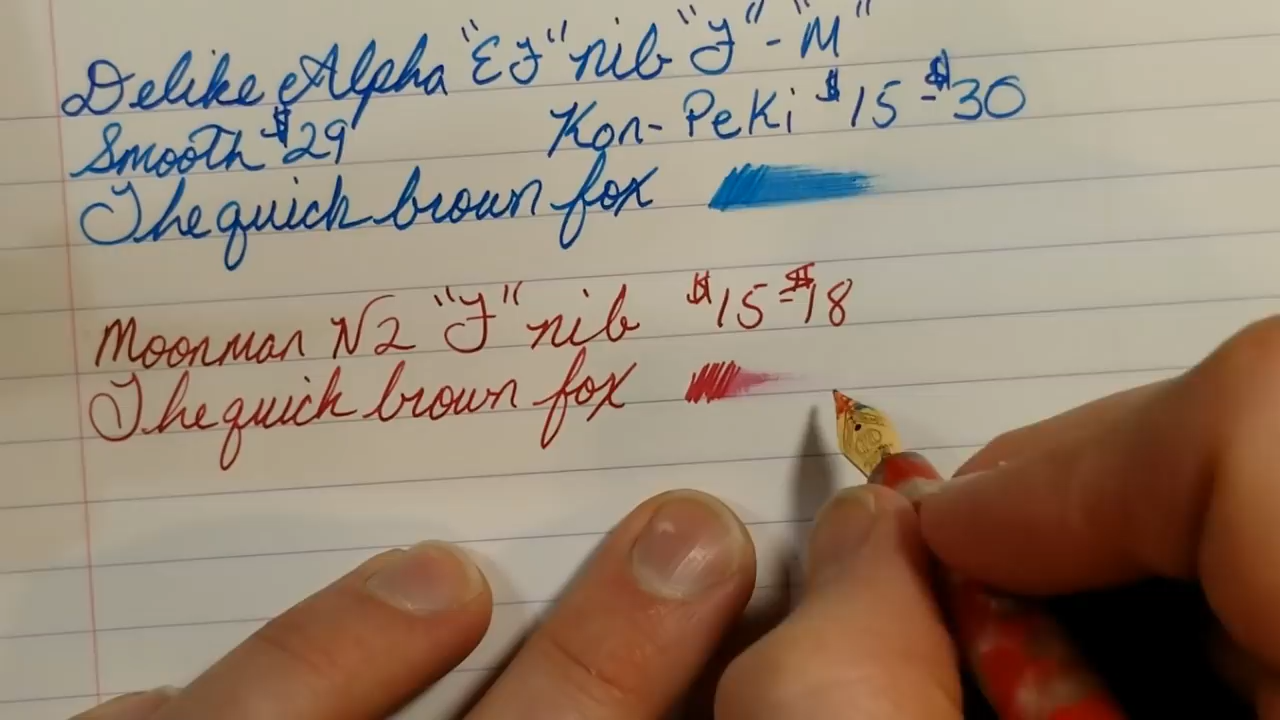 Delike Alpha "EF" nib "F" - "M"
Smooth $29 Kon-Peki $15-$30
The quick brown fox
Moonman N2 "F" nib $15-$18
The quick brown fox